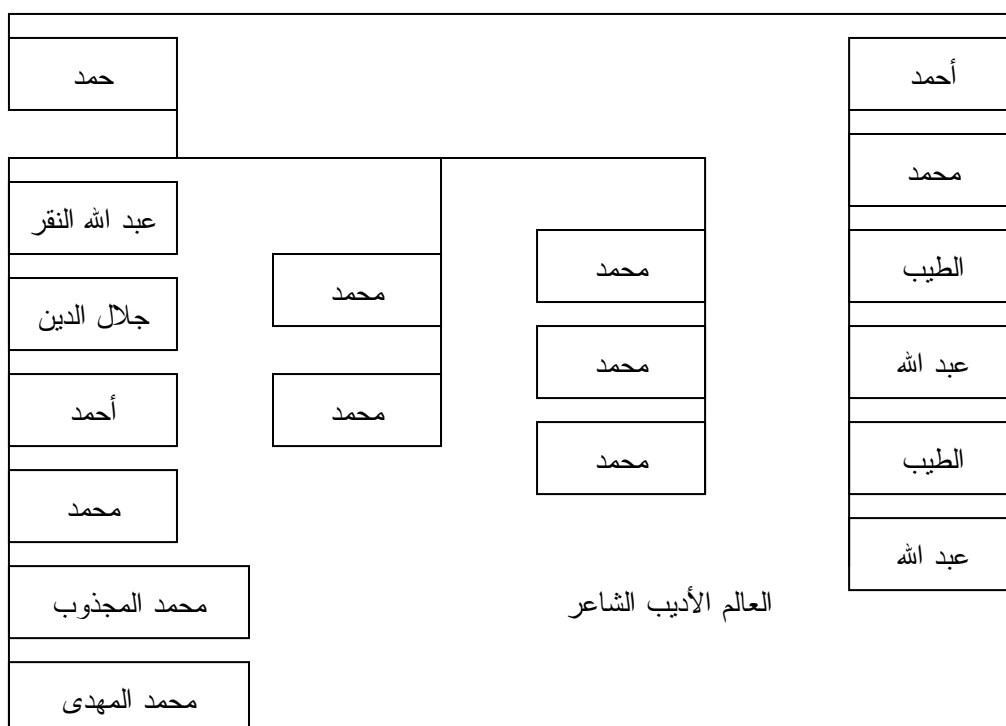 أحمد
حمد
محمد
عبد الله النقر
الطيب
محمد
محمد
جلال الدين
عبد الله
محمد
محمد
أحمد
الطيب
محمد
محمد
عبد الله
محمد المجذوب
العالم الأديب الشاعر
محمد المهدى